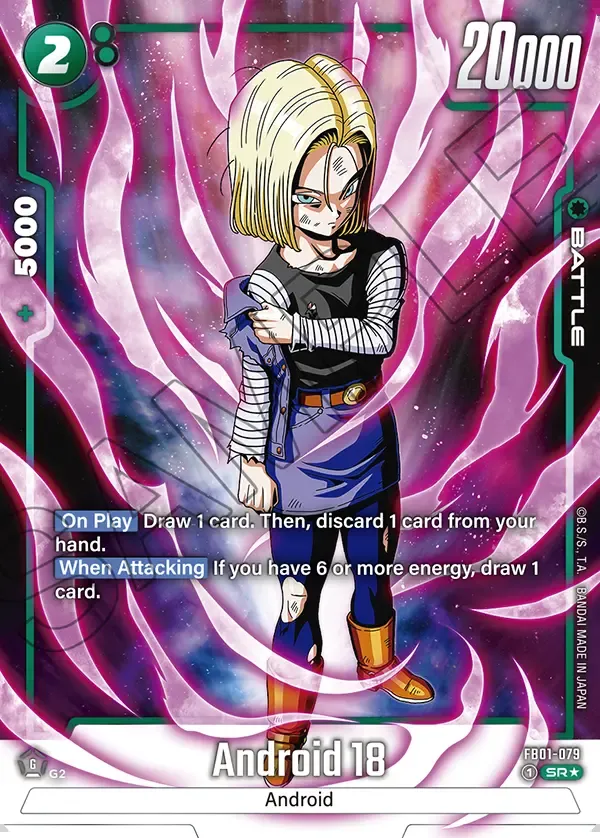 2
20000
+ 5000
BATTLE
SAMPLE
On Play Draw 1 card. Then, discard 1 card from your
hand.
When Attacking If you have 6 or more energy, draw 1
card.
©B.S./S., T.A. BANDAI MADE IN JAPAN
Android 18
FB01-079
G
G2
1 SR★
Android